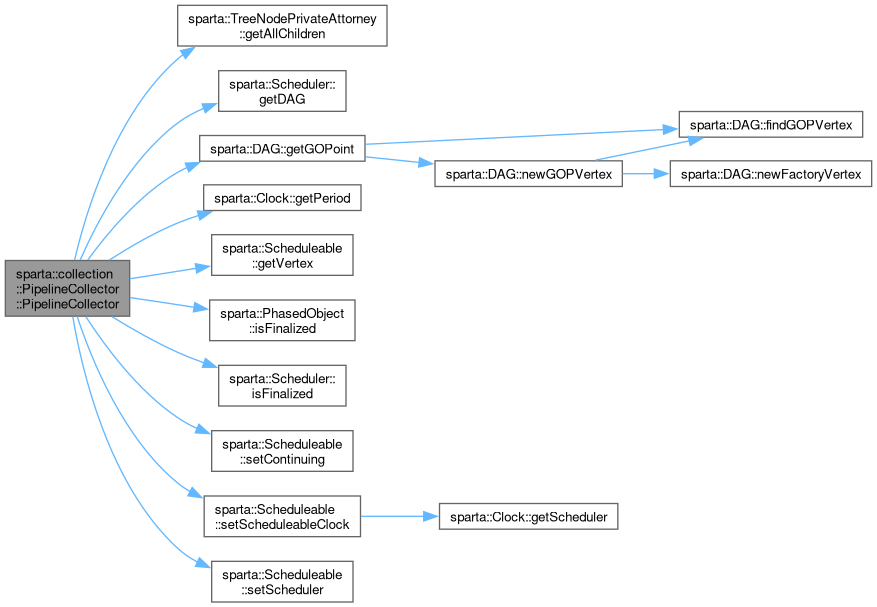 sparta::TreeNodePrivateAttorney
::getAllChildren
sparta::Scheduler::
getDAG
sparta::DAG::getGOPoint
sparta::DAG::findGOPVertex
sparta::DAG::newGOPVertex
sparta::DAG::newFactoryVertex
sparta::Clock::getPeriod
sparta::Scheduleable
::getVertex
sparta::collection
::PipelineCollector
::PipelineCollector
sparta::PhasedObject
::isFinalized
sparta::Scheduler::
isFinalized
sparta::Scheduleable
::setContinuing
sparta::Scheduleable
::setScheduleableClock
sparta::Clock::getScheduler
sparta::Scheduleable
::setScheduler